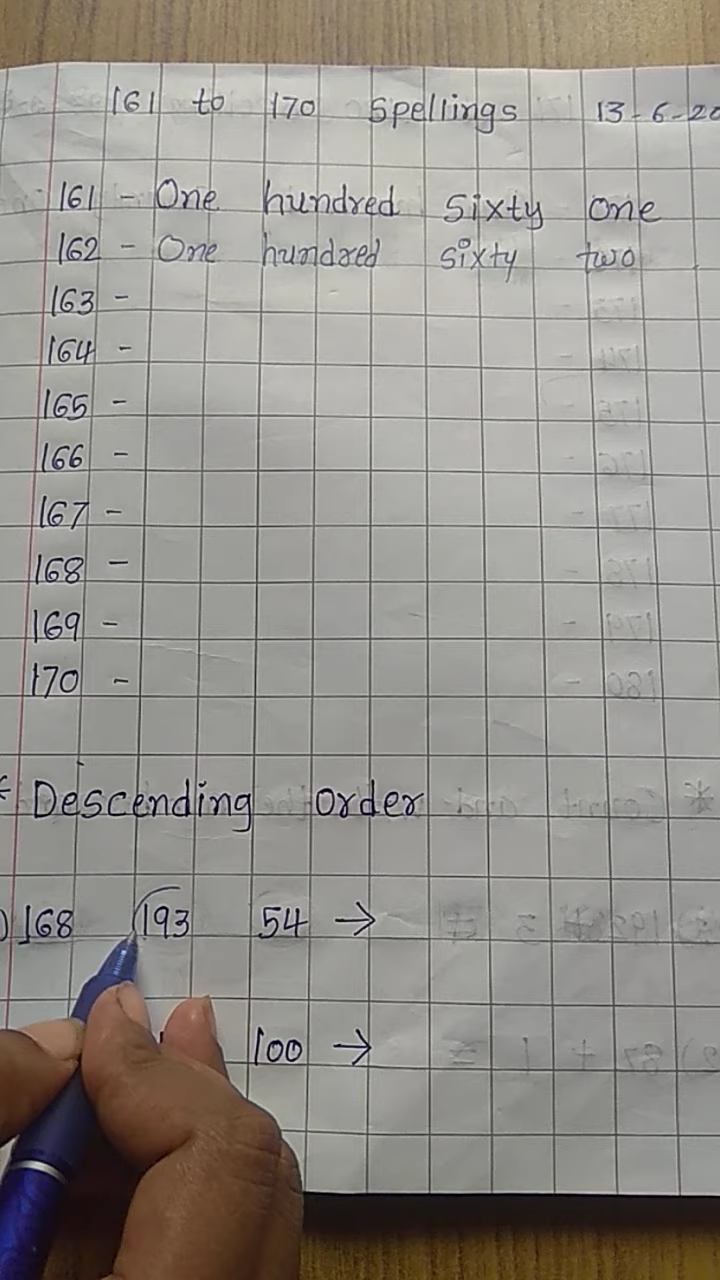 161 to 170 Spellings 13-6-20
161 - One hundred sixty one
162 - One hundred sixty two
163 -
164 -
165 -
166 -
167 -
168 -
169 -
170 -
Descending order
) 168 193 54 →
100 →